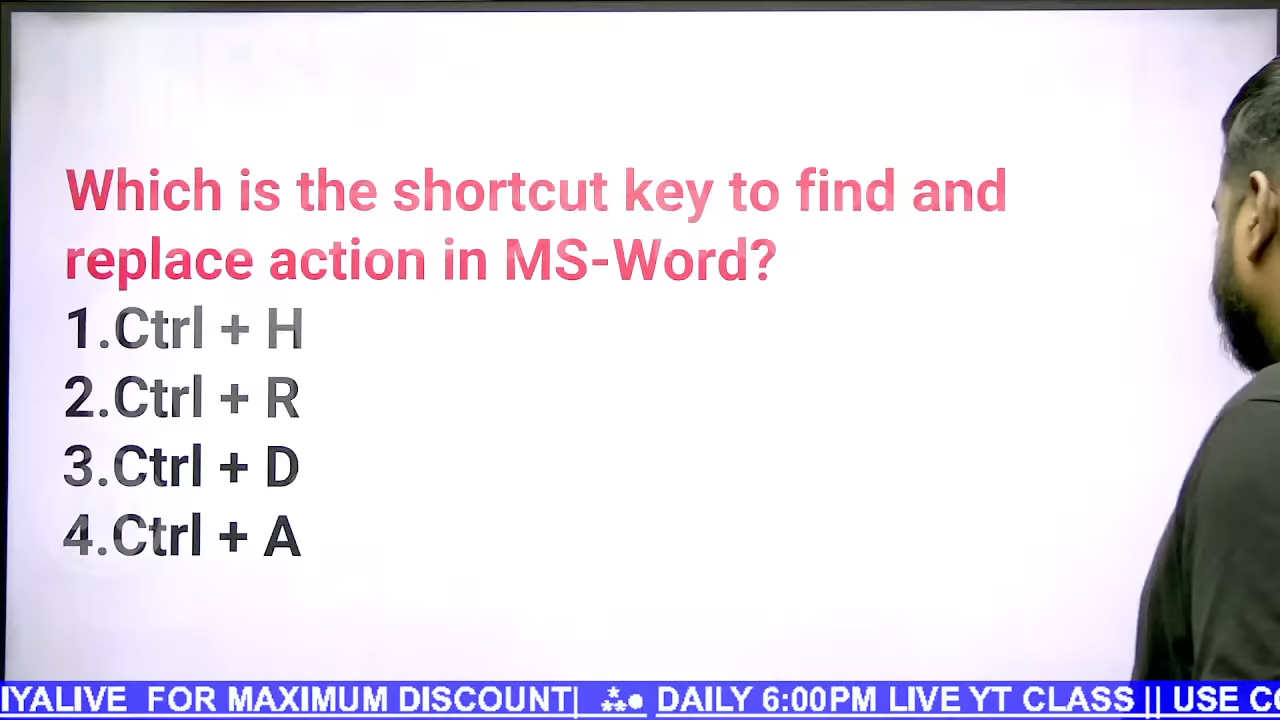 Which is the shortcut key to find and
replace action in MS-Word?
1.Ctrl + H
2.Ctrl + R
3.Ctrl + D
4.Ctrl + A
FOR MAXIMUM DISCOUNT| DAILY 6:00PM LIVE YT CLASS || USE